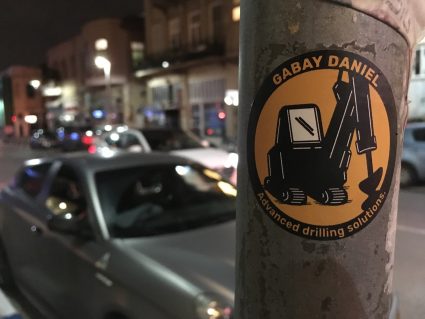 GABAY DANIEL
Advanced drilling solutions.